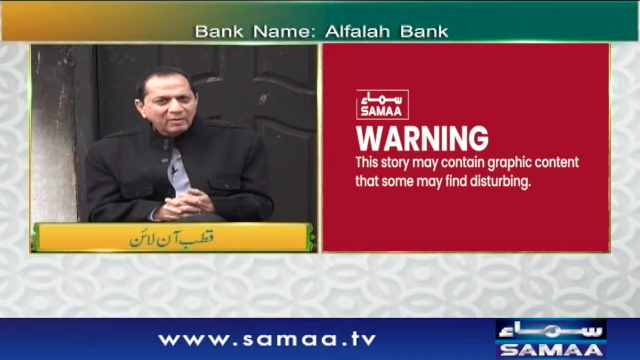 Bank Name: Alfalah Bank
سماء
SAMAA
WARNING
This story may contain graphic content
that some may find disturbing.
قطب آن لائن
www.samaa.tv
سماء
SAMAA